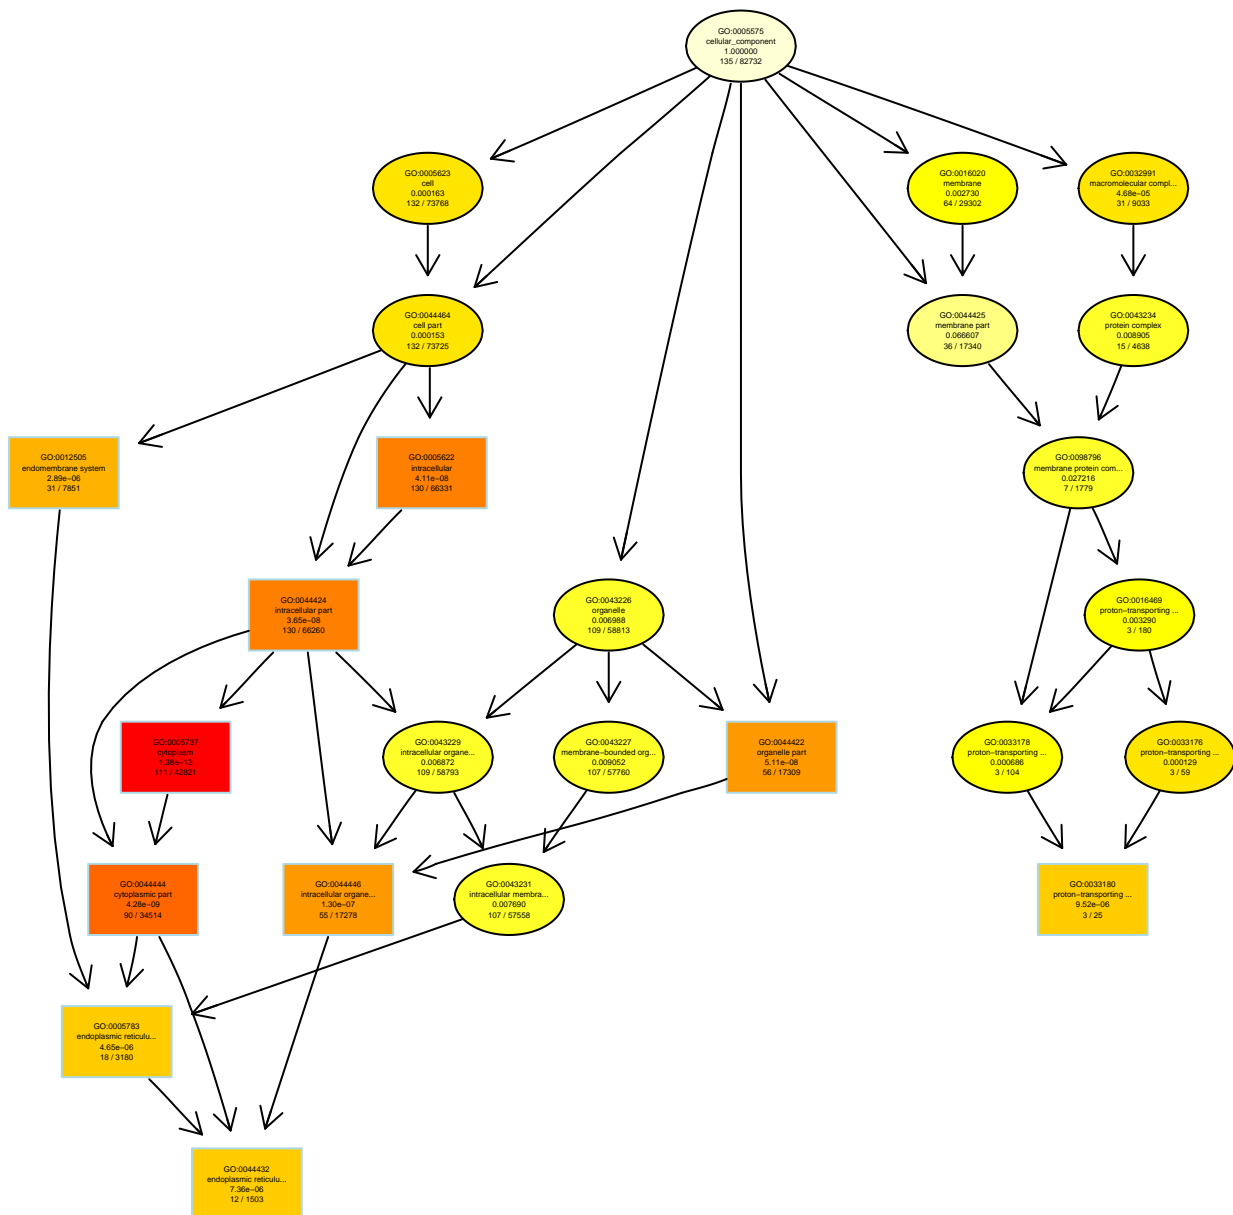 GO:0005575
cellular_component
1.000000
135 / 82732
GO:0005623
cell
0.000163
132 / 73768
GO:0016020
membrane
0.002730
64 / 29302
GO:0032991
macromolecular compl...
4.68e−05
31 / 9033
GO:0044464
cell part
0.000153
132 / 73725
GO:0044425
membrane part
0.066607
36 / 17340
GO:0043234
protein complex
0.008905
15 / 4638
GO:0012505
endomembrane system
2.89e−06
31 / 7851
GO:0005622
intracellular
4.11e−08
130 / 66331
GO:0098796
membrane protein com...
0.027216
7 / 1779
GO:0044424
intracellular part
3.65e−08
130 / 66260
GO:0043226
organelle
0.006988
109 / 58813
GO:0016469
proton−transporting ...
0.003290
3 / 180
GO:0005737
cytoplasm
1.38e−13
111 / 42821
GO:0043229
intracellular organe...
0.006872
109 / 58793
GO:0043227
membrane−bounded org...
0.009052
107 / 57760
GO:0044422
organelle part
5.11e−08
56 / 17309
GO:0033178
proton−transporting ...
0.000686
3 / 104
GO:0033176
proton−transporting ...
0.000129
3 / 59
GO:0044444
cytoplasmic part
4.28e−09
90 / 34514
GO:0044446
intracellular organe...
1.30e−07
55 / 17278
GO:0043231
intracellular membra...
0.007690
107 / 57558
GO:0033180
proton−transporting ...
9.52e−06
3 / 25
GO:0005783
endoplasmic reticulu...
4.65e−06
18 / 3180
GO:0044432
endoplasmic reticulu...
7.36e−06
12 / 1503